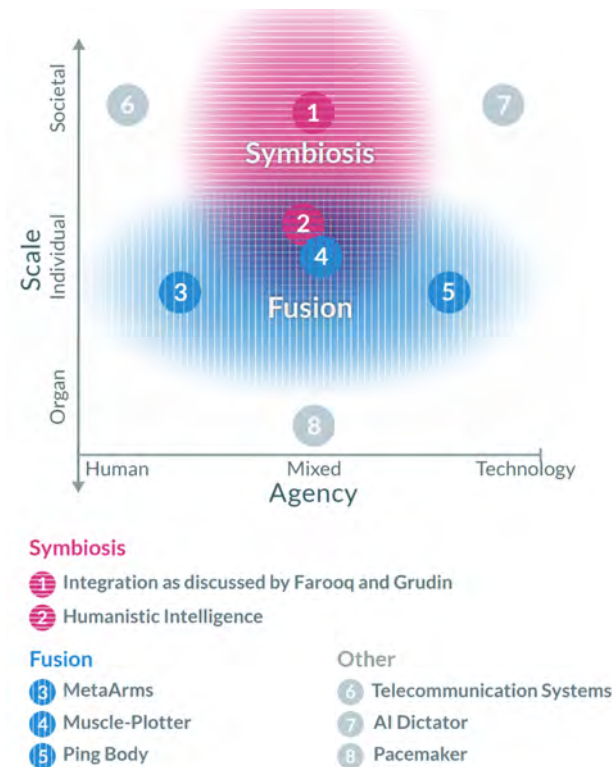 Societal
6
1
7
Symbiosis
Scale
Individual
2
4
3
5
Fusion
Organ
8
Human
Mixed
Technology
Agency
Symbiosis
1 Integration as discussed by Farooq and Grudin
2 Humanistic Intelligence
Fusion
3 MetaArms
4 Muscle-Plotter
5 Ping Body
Other
6 Telecommunication Systems
7 AI Dictator
8 Pacemaker